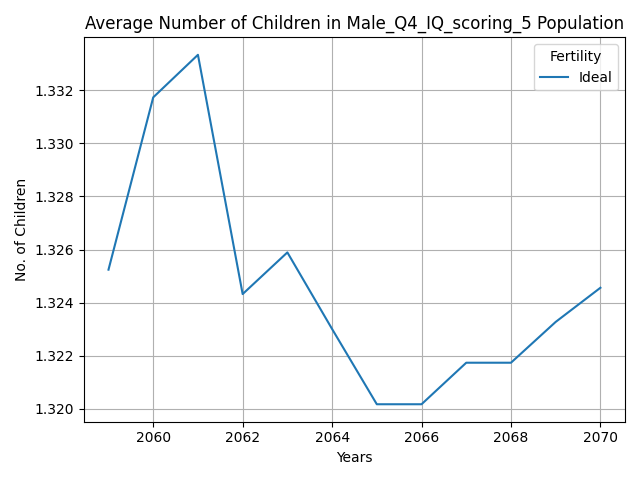 Average Number of Children in Male_Q4_IQ_scoring_5 Population
Fertility
Ideal
1.332
1.330
1.328
1.326
1.324
1.322
1.320
No. of Children
2060 2062 2064 2066 2068 2070
Years